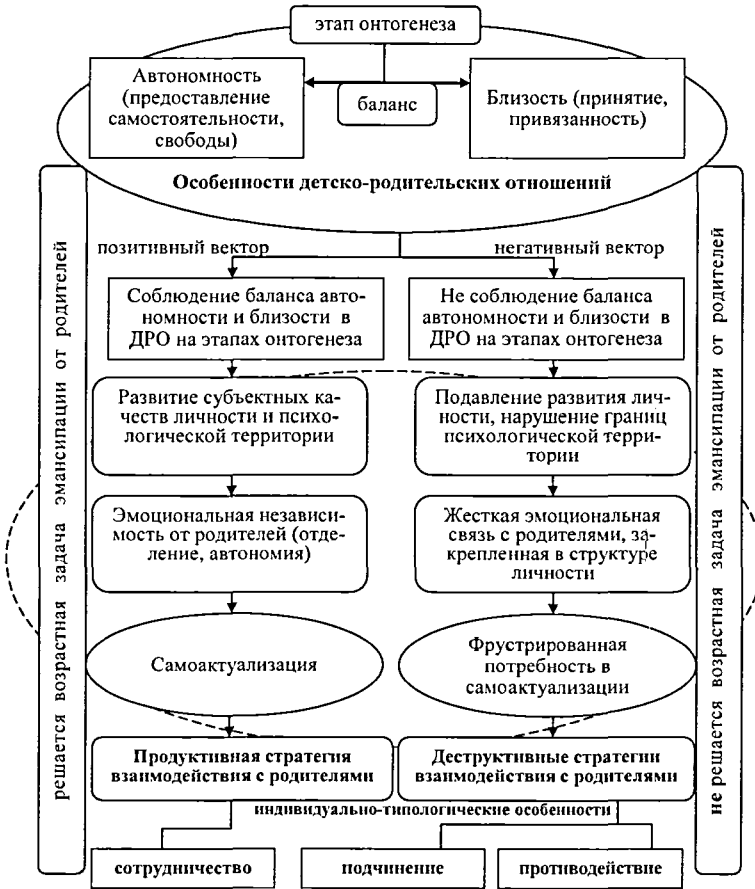 этап онтогенеза
Автономность
(предоставление
самостоятельности,
свободы)
баланс
Близость (принятие,
привязанность)
Особенности детско-родительских отношений
позитивный вектор
негативный вектор
Соблюдение баланса авто-
номности и близости в
ДРО на этапах онтогенеза
Не соблюдение баланса
автономности и близости в
ДРО на этапах онтогенеза
Развитие субъектных ка-
честв личности и психо-
логической территории
Подавление развития лич-
ности, нарушение границ
психологической терри-
тории
Эмоциональная независи-
мость от родителей (отде-
ление, автономия)
Жесткая эмоциональная
связь с родителями, за-
крепленная в структуре
личности
Самоактуализация
Фрустрированная
потребность в
самоактуализации
Продуктивная стратегия
взаимодействия с родителями
Деструктивные стратегии
взаимодействия с родителями
индивидуально-типологические особенности
сотрудничество
подчинение
противодействие
решается возрастная задача эмансипации от родителей
не решается возрастная задача эмансипации от родителей